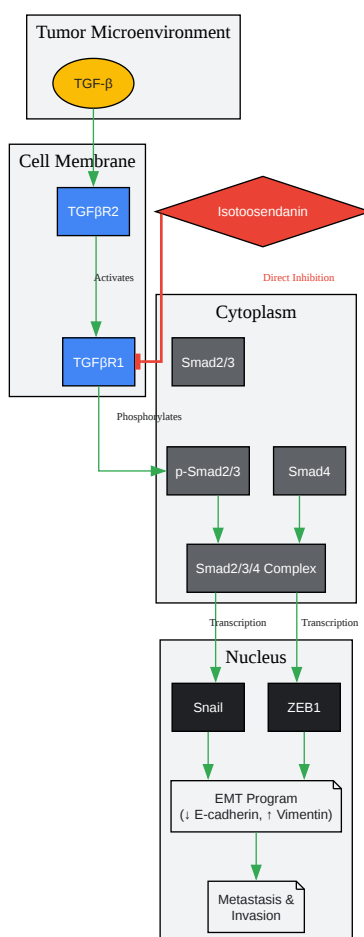 Tumor Microenvironment
TGF-β
Cell Membrane
TGFβR2
Isotoosendanin
Activates
Direct Inhibition
Cytoplasm
TGFβR1
Smad2/3
Phosphorylates
p-Smad2/3
Smad4
Smad2/3/4 Complex
Transcription
Transcription
Nucleus
Snail
ZEB1
EMT Program
(↓ E-cadherin, ↑ Vimentin)
Metastasis &
Invasion